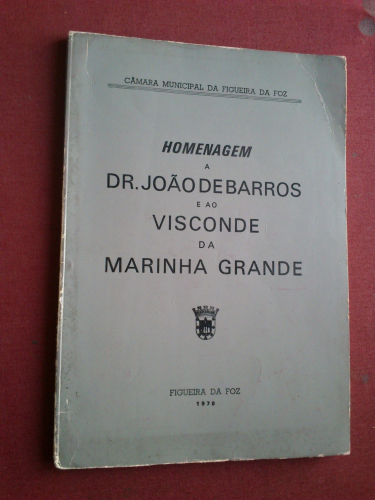 CÂMARA MUNICIPAL DA FIGUEIRA DA FOZ
HOMENAGEM
A
DR. JOÃO DE BARROS
E AO
VISCONDE
DA
MARINHA GRANDE
FIGUEIRA DA FOZ
1979